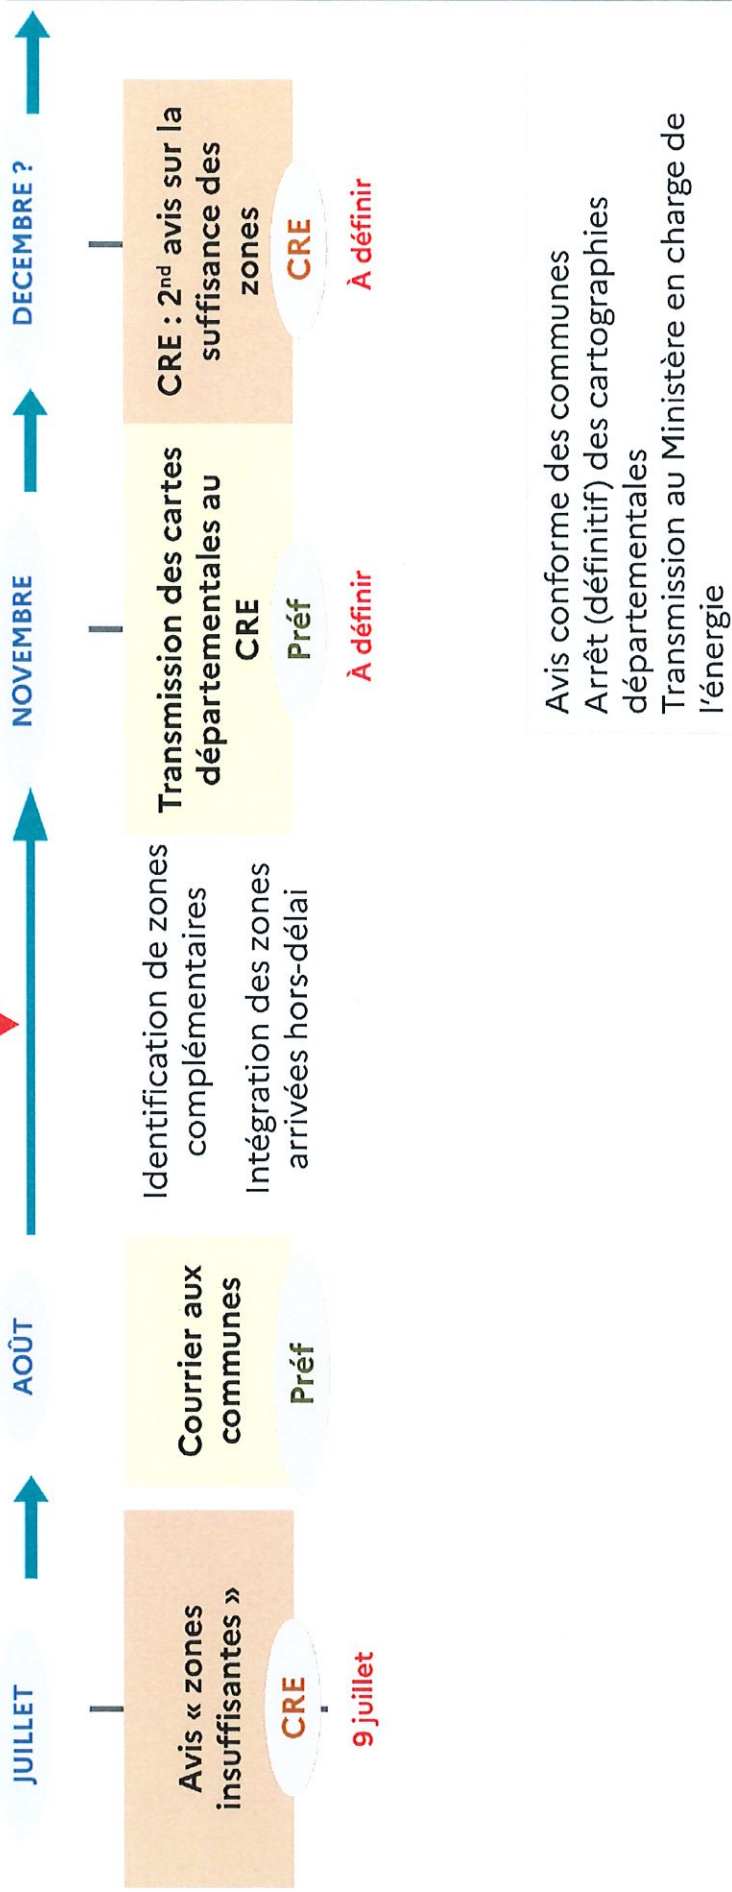 JUILLET
AOÛT
NOVEMBRE
DECEMBRE ?
Avis « zones
insuffisantes »
CRE
9 juillet
Courrier aux
communes
Préf
Identification de zones
complémentaires
Intégration des zones
arrivées hors-délai
Transmission des cartes
départementales au
CRE
Préf
À définir
CRE : 2nd avis sur la
suffisance des
zones
CRE
À définir
Avis conforme des communes
Arrêt (définitif) des cartographies
départementales
Transmission au Ministère en charge de
l'énergie